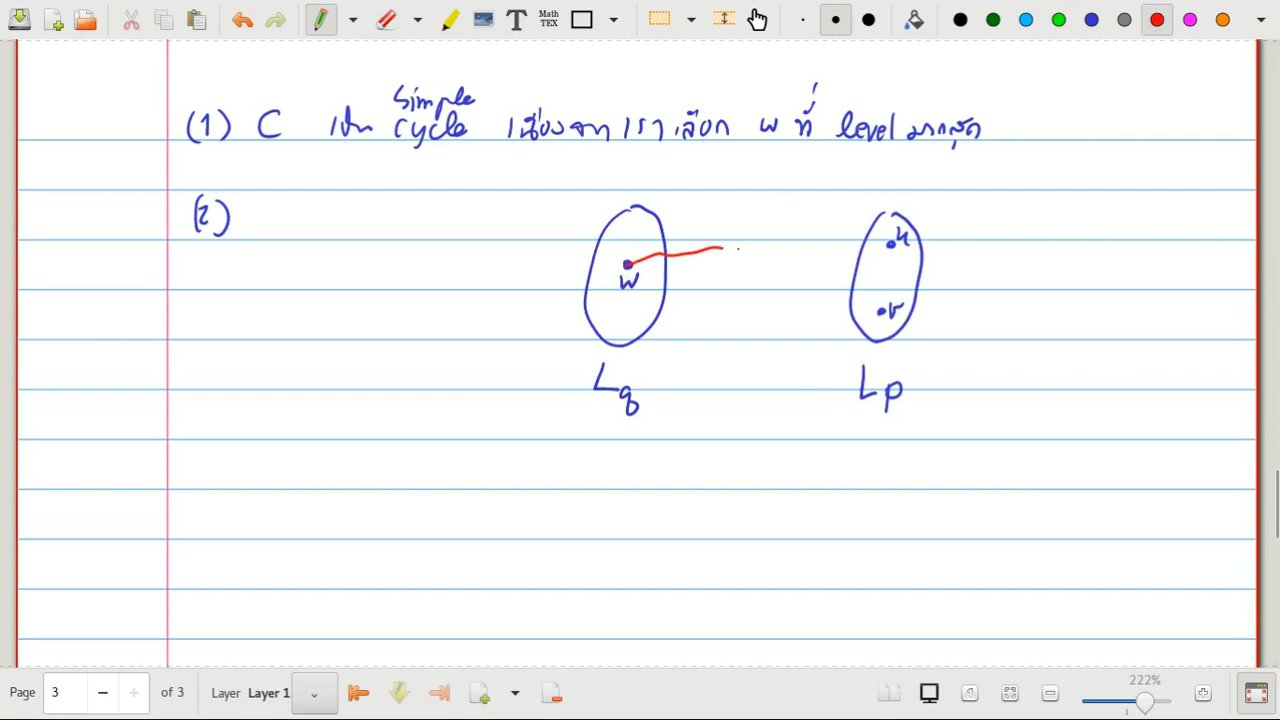 Math
TEX
simple
(1) C เป็น cycle เนื่องจาก เราเลือก w ที่ level มากสุด
(2)
w
u
v
Lq
Lp
Page 3 of 3 Layer Layer 1 222%